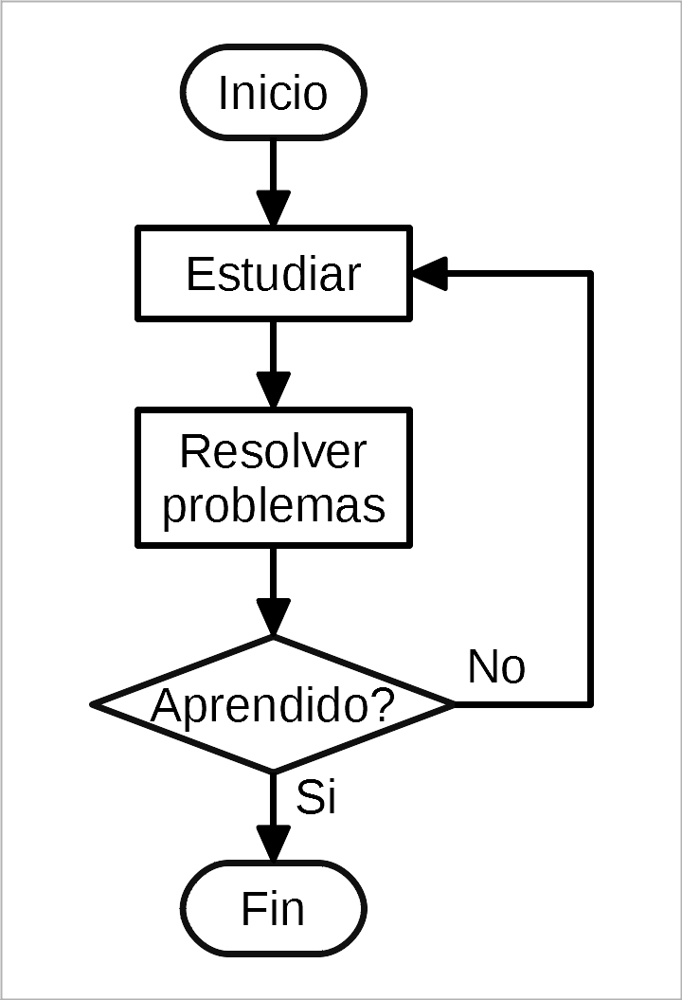 Inicio
Estudiar
Resolver
problemas
Aprendido?
No
Si
Fin